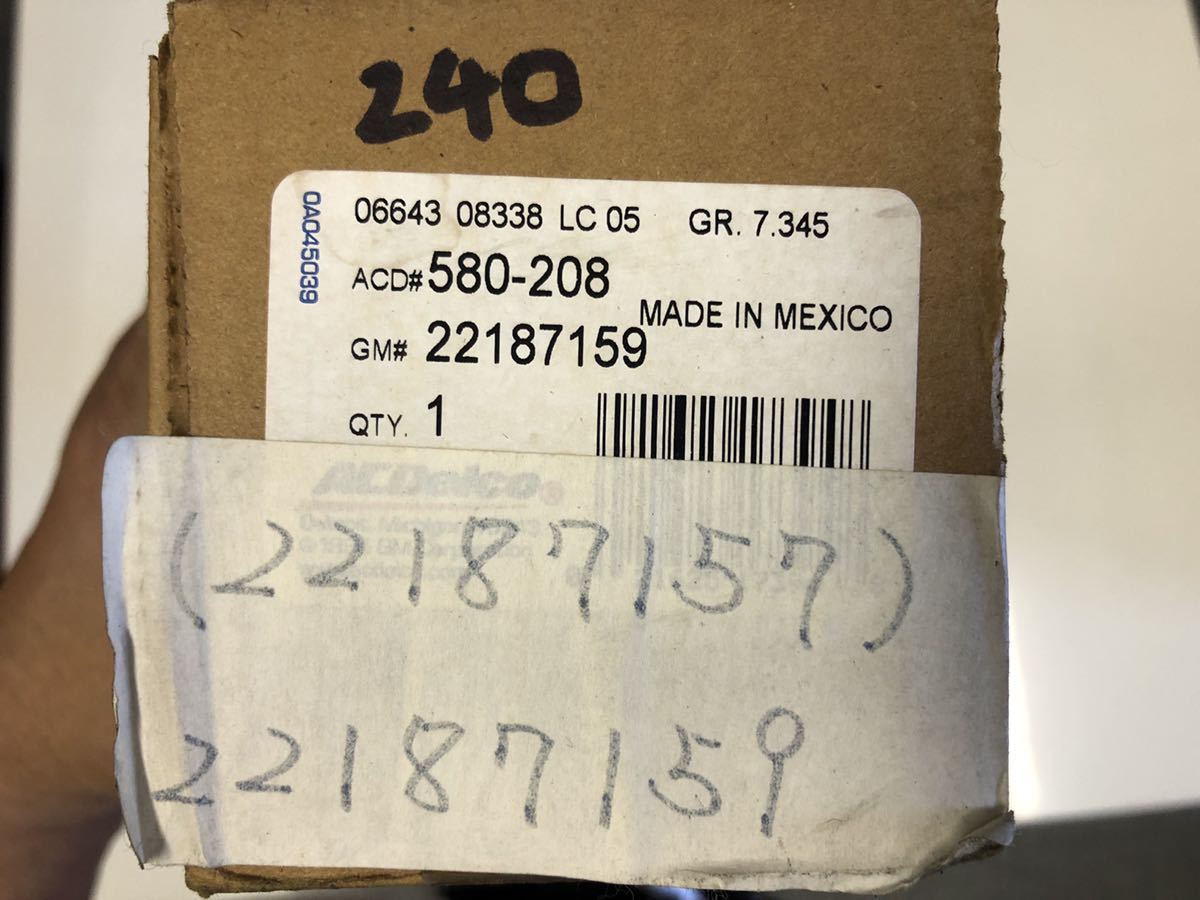 240
0A045039
06643 08338 LC 05 GR. 7.345
ACD# 580-208
MADE IN MEXICO
GM# 22187159
QTY. 1
ACDelco
(22187157)
22187159